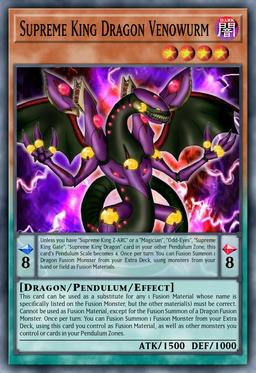 Supreme King Dragon Venowurm
DARK
闇
Unless you have "Supreme King Z-ARC" or a "Magician", "Odd-Eyes", "Supreme
King Gate", "Supreme King Dragon" card in your other Pendulum Zone, this
card's Pendulum Scale becomes 4. Once per turn: You can Fusion Summon 1
Dragon Fusion Monster from your Extra Deck, using monsters from your
hand or field as Fusion Materials.
8
8
[Dragon/Pendulum/Effect]
This card can be used as a substitute for any 1 Fusion Material whose name is
specifically listed on the Fusion Monster, but the other material(s) must be correct.
Cannot be used as Fusion Material, except for the Fusion Summon of a Dragon Fusion
Monster. Once per turn: You can Fusion Summon 1 Fusion Monster from your Extra
Deck, using this card you control as Fusion Material, as well as other monsters you
control or cards in your Pendulum Zones.
ATK/1500 DEF/1000